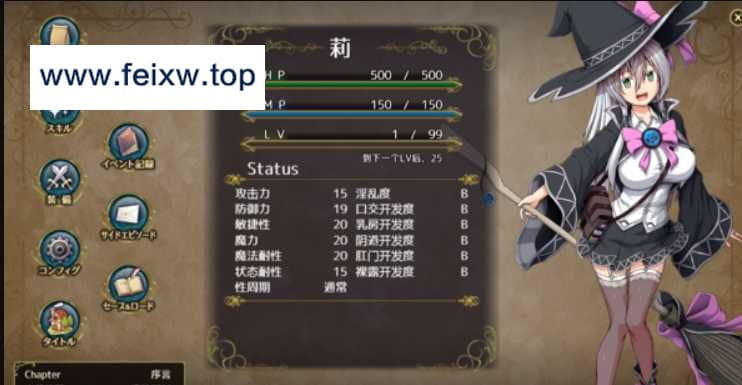 莉
www.feixw.top
HP 500 / 500
MP 150 / 150
LV 1 / 99
到下一个LV后、25
Status
攻击力 15 淫乱度 B
防御力 19 口交开发度 B
敏捷性 20 乳房开发度 B
魔力 20 阴道开发度 B
魔法耐性 20 肛门开发度 B
状态耐性 15 裸露开发度 B
性周期 通常
スキル
イベント記録
装備
サイドエピソード
コンフィグ
セーブ&ロード
タイトル
Chapter 序言